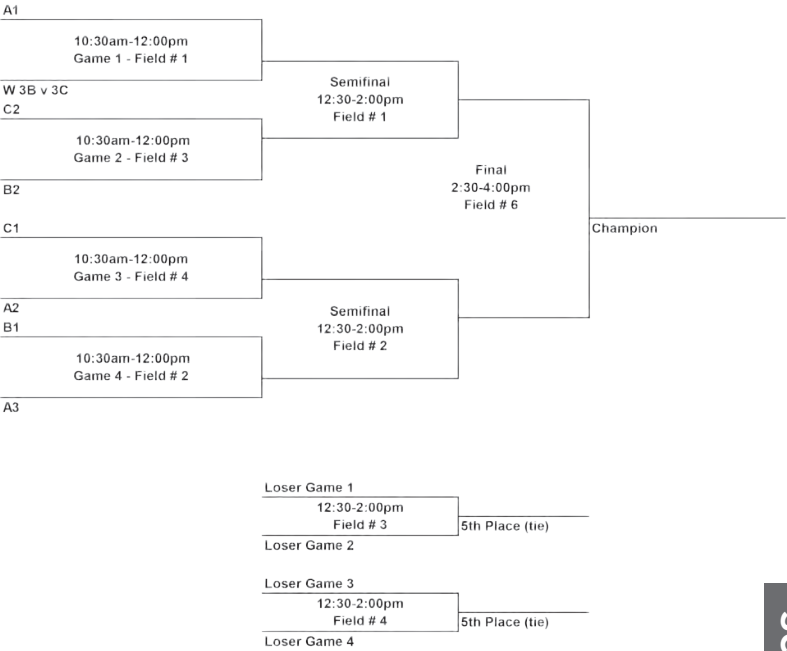 A1
10:30am-12:00pm
Game 1 - Field # 1
W 3B v 3C
C2
10:30am-12:00pm
Game 2 - Field # 3
B2
Semifinal
12:30-2:00pm
Field # 1
Final
2:30-4:00pm
Field # 6
Champion
C1
10:30am-12:00pm
Game 3 - Field # 4
A2
B1
10:30am-12:00pm
Game 4 - Field # 2
A3
Semifinal
12:30-2:00pm
Field # 2
Loser Game 1
12:30-2:00pm
Field # 3
Loser Game 2
5th Place (tie)
Loser Game 3
12:30-2:00pm
Field # 4
Loser Game 4
5th Place (tie)